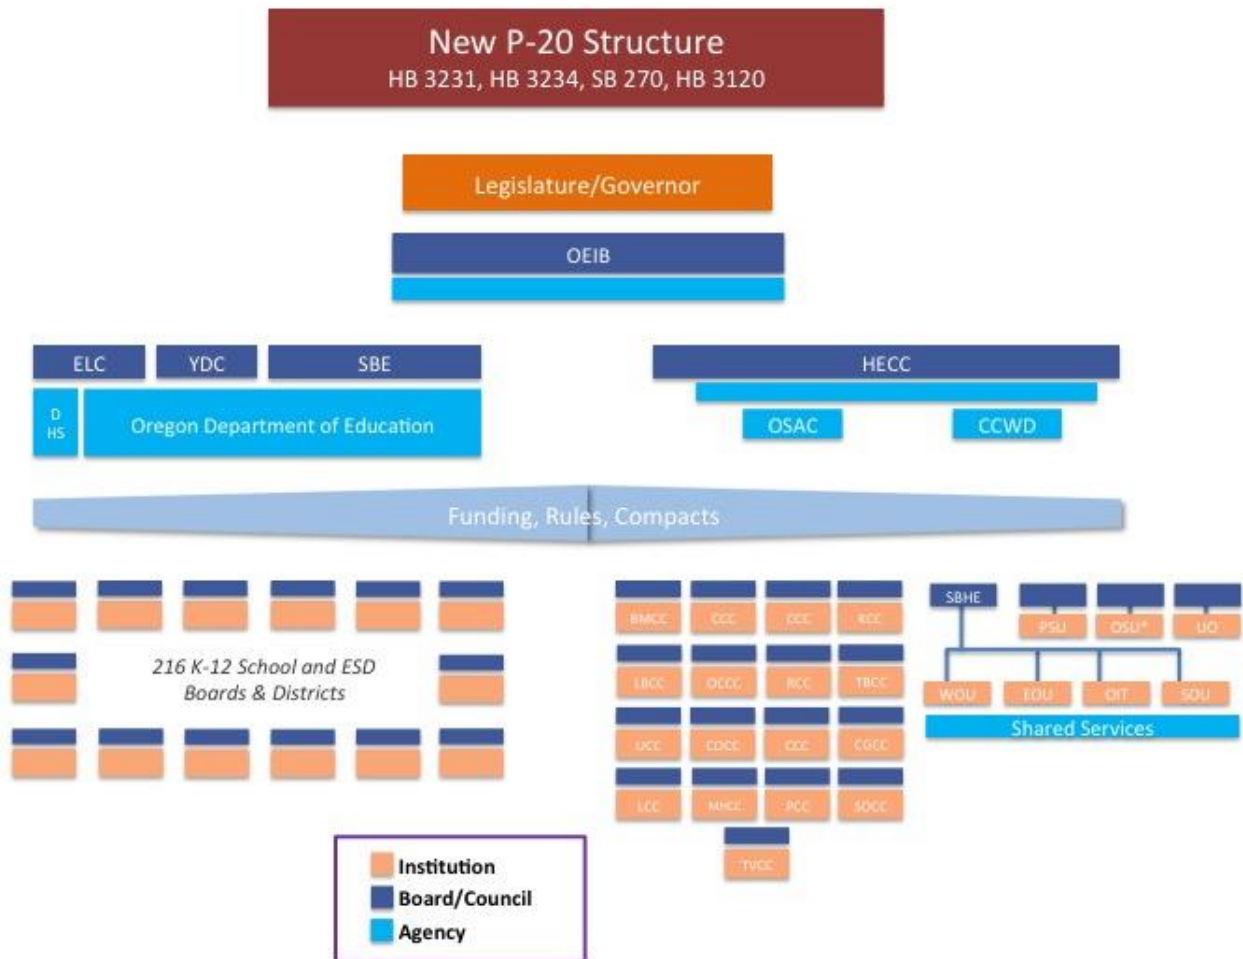 New P-20 Structure
HB 3231, HB 3234, SB 270, HB 3120
Legislature/Governor
OEIB
ELC
YDC
SBE
HECC
D
HS
Oregon Department of Education
OSAC
CCWD
Funding, Rules, Compacts
216 K-12 School and ESD
Boards & Districts
BMCC
CCC
CCC
KCC
LBCC
OCCC
RCC
TBCC
UCC
COCC
CCC
CGCC
LCC
MHCC
PCC
SOCC
TVCC
SBHE
PSU
OSU*
UO
WOU
EOU
OIT
SOU
Shared Services
Institution
Board/Council
Agency